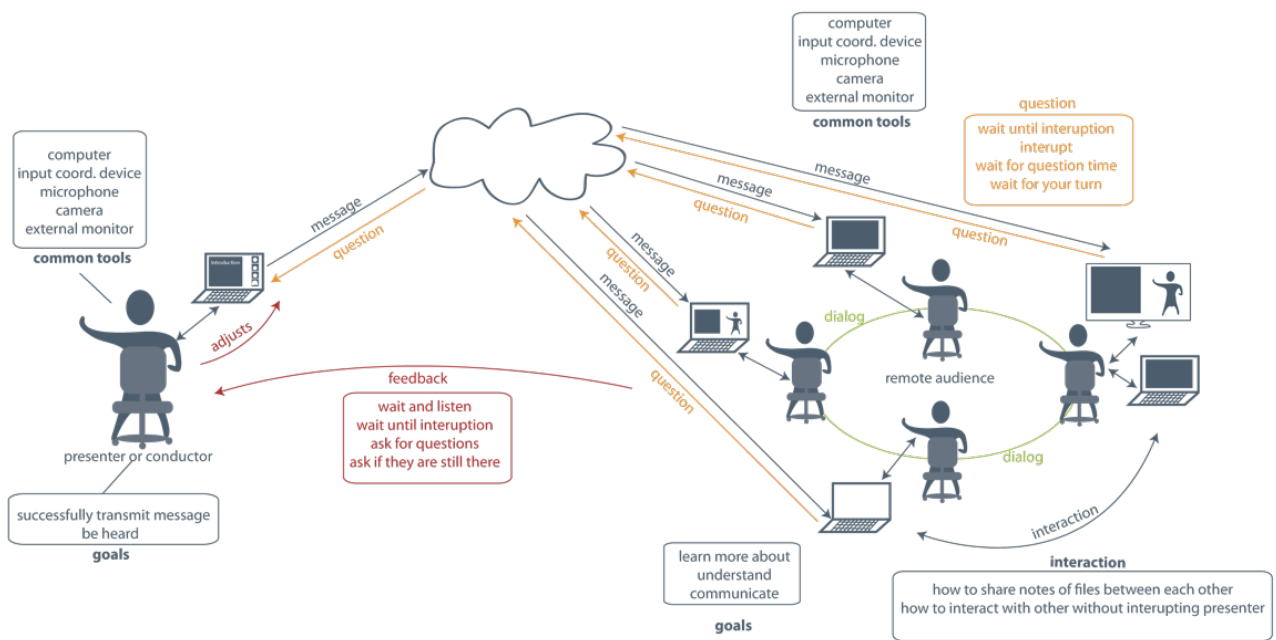 computer
input coord. device
microphone
camera
external monitor
common tools
Introduction
message
question
adjusts
presenter or conductor
successfully transmit message
be heard
goals
feedback
wait and listen
wait until interuption
ask for questions
ask if they are still there
computer
input coord. device
microphone
camera
external monitor
common tools
question
wait until interuption
interupt
wait for question time
wait for your turn
message
question
message
question
message
question
message
question
dialog
remote audience
dialog
interaction
learn more about
understand
communicate
goals
interaction
how to share notes of files between each other
how to interact with other without interupting presenter